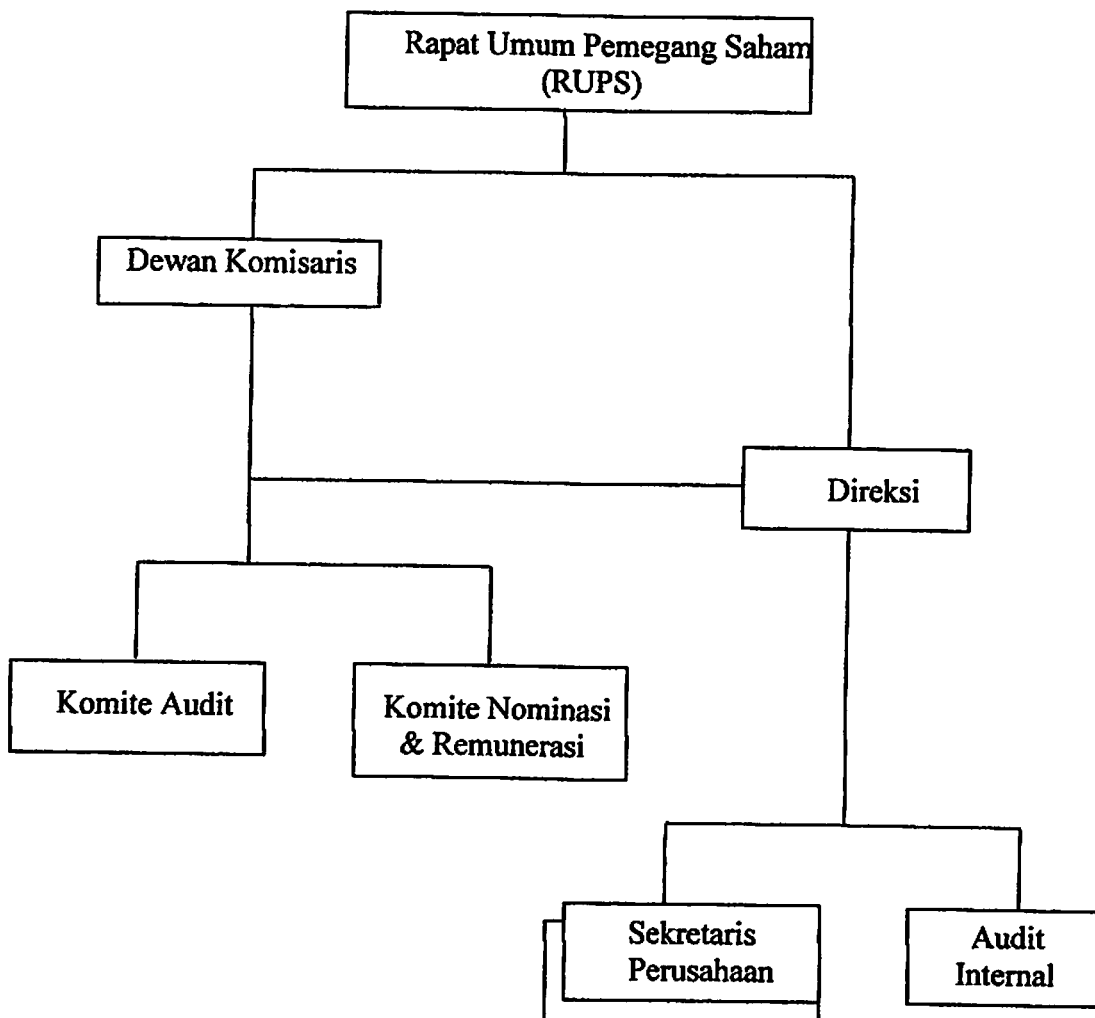 Rapat Umum Pemegang Saham
(RUPS)
Dewan Komisaris
Direksi
Komite Audit
Komite Nominasi
& Remunerasi
Sekretaris
Perusahaan
Audit
Internal